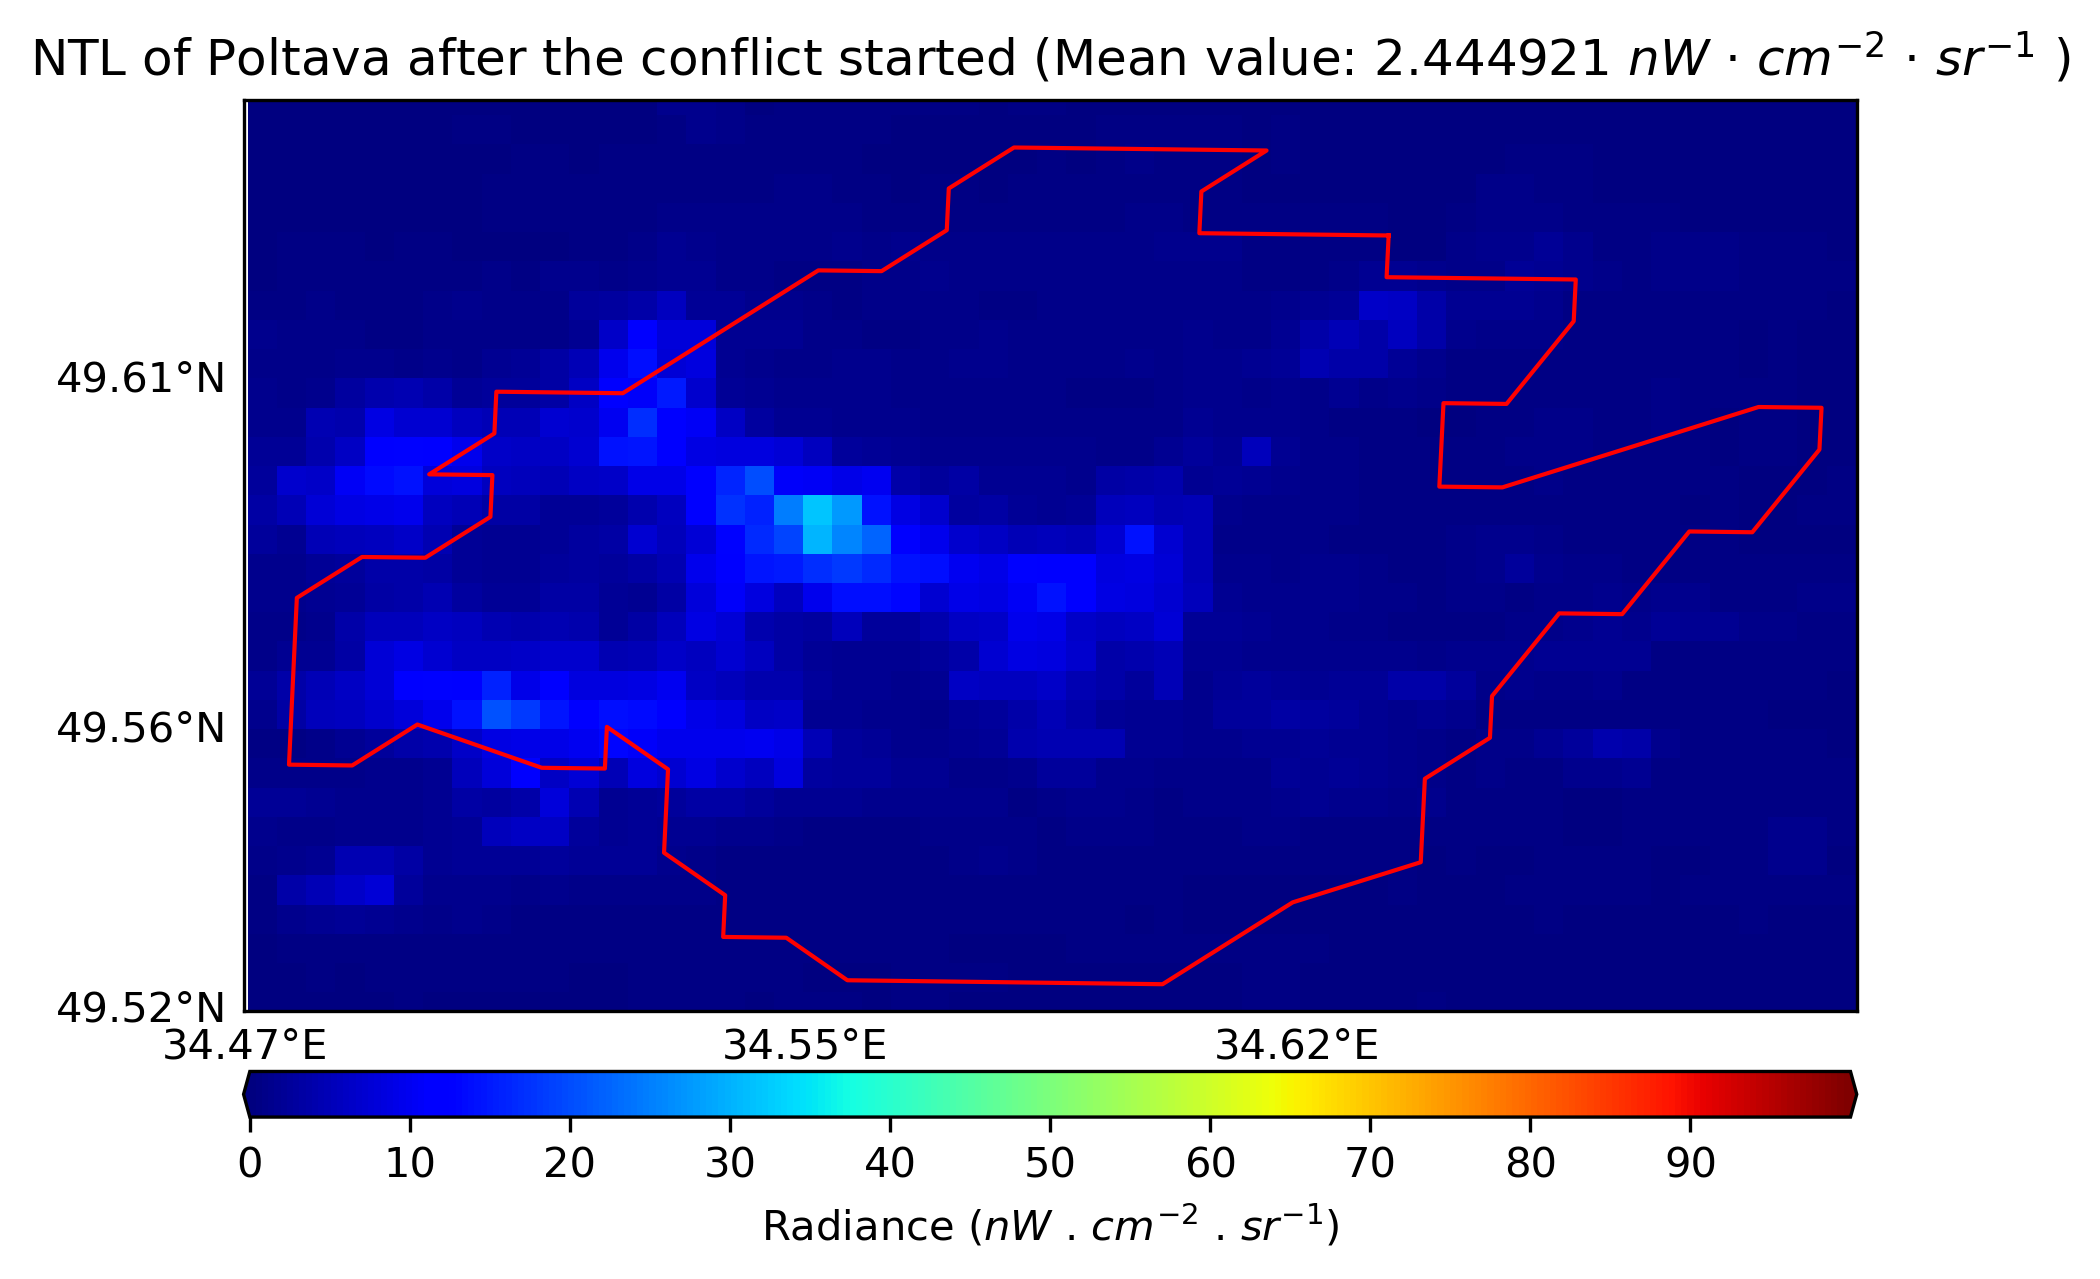 NTL of Poltava after the conflict started (Mean value: 2.444921 nW · cm⁻² · sr⁻¹ )
49.61°N
49.56°N
49.52°N
34.47°E 34.55°E 34.62°E
0 10 20 30 40 50 60 70 80 90
Radiance (nW . cm⁻² . sr⁻¹)